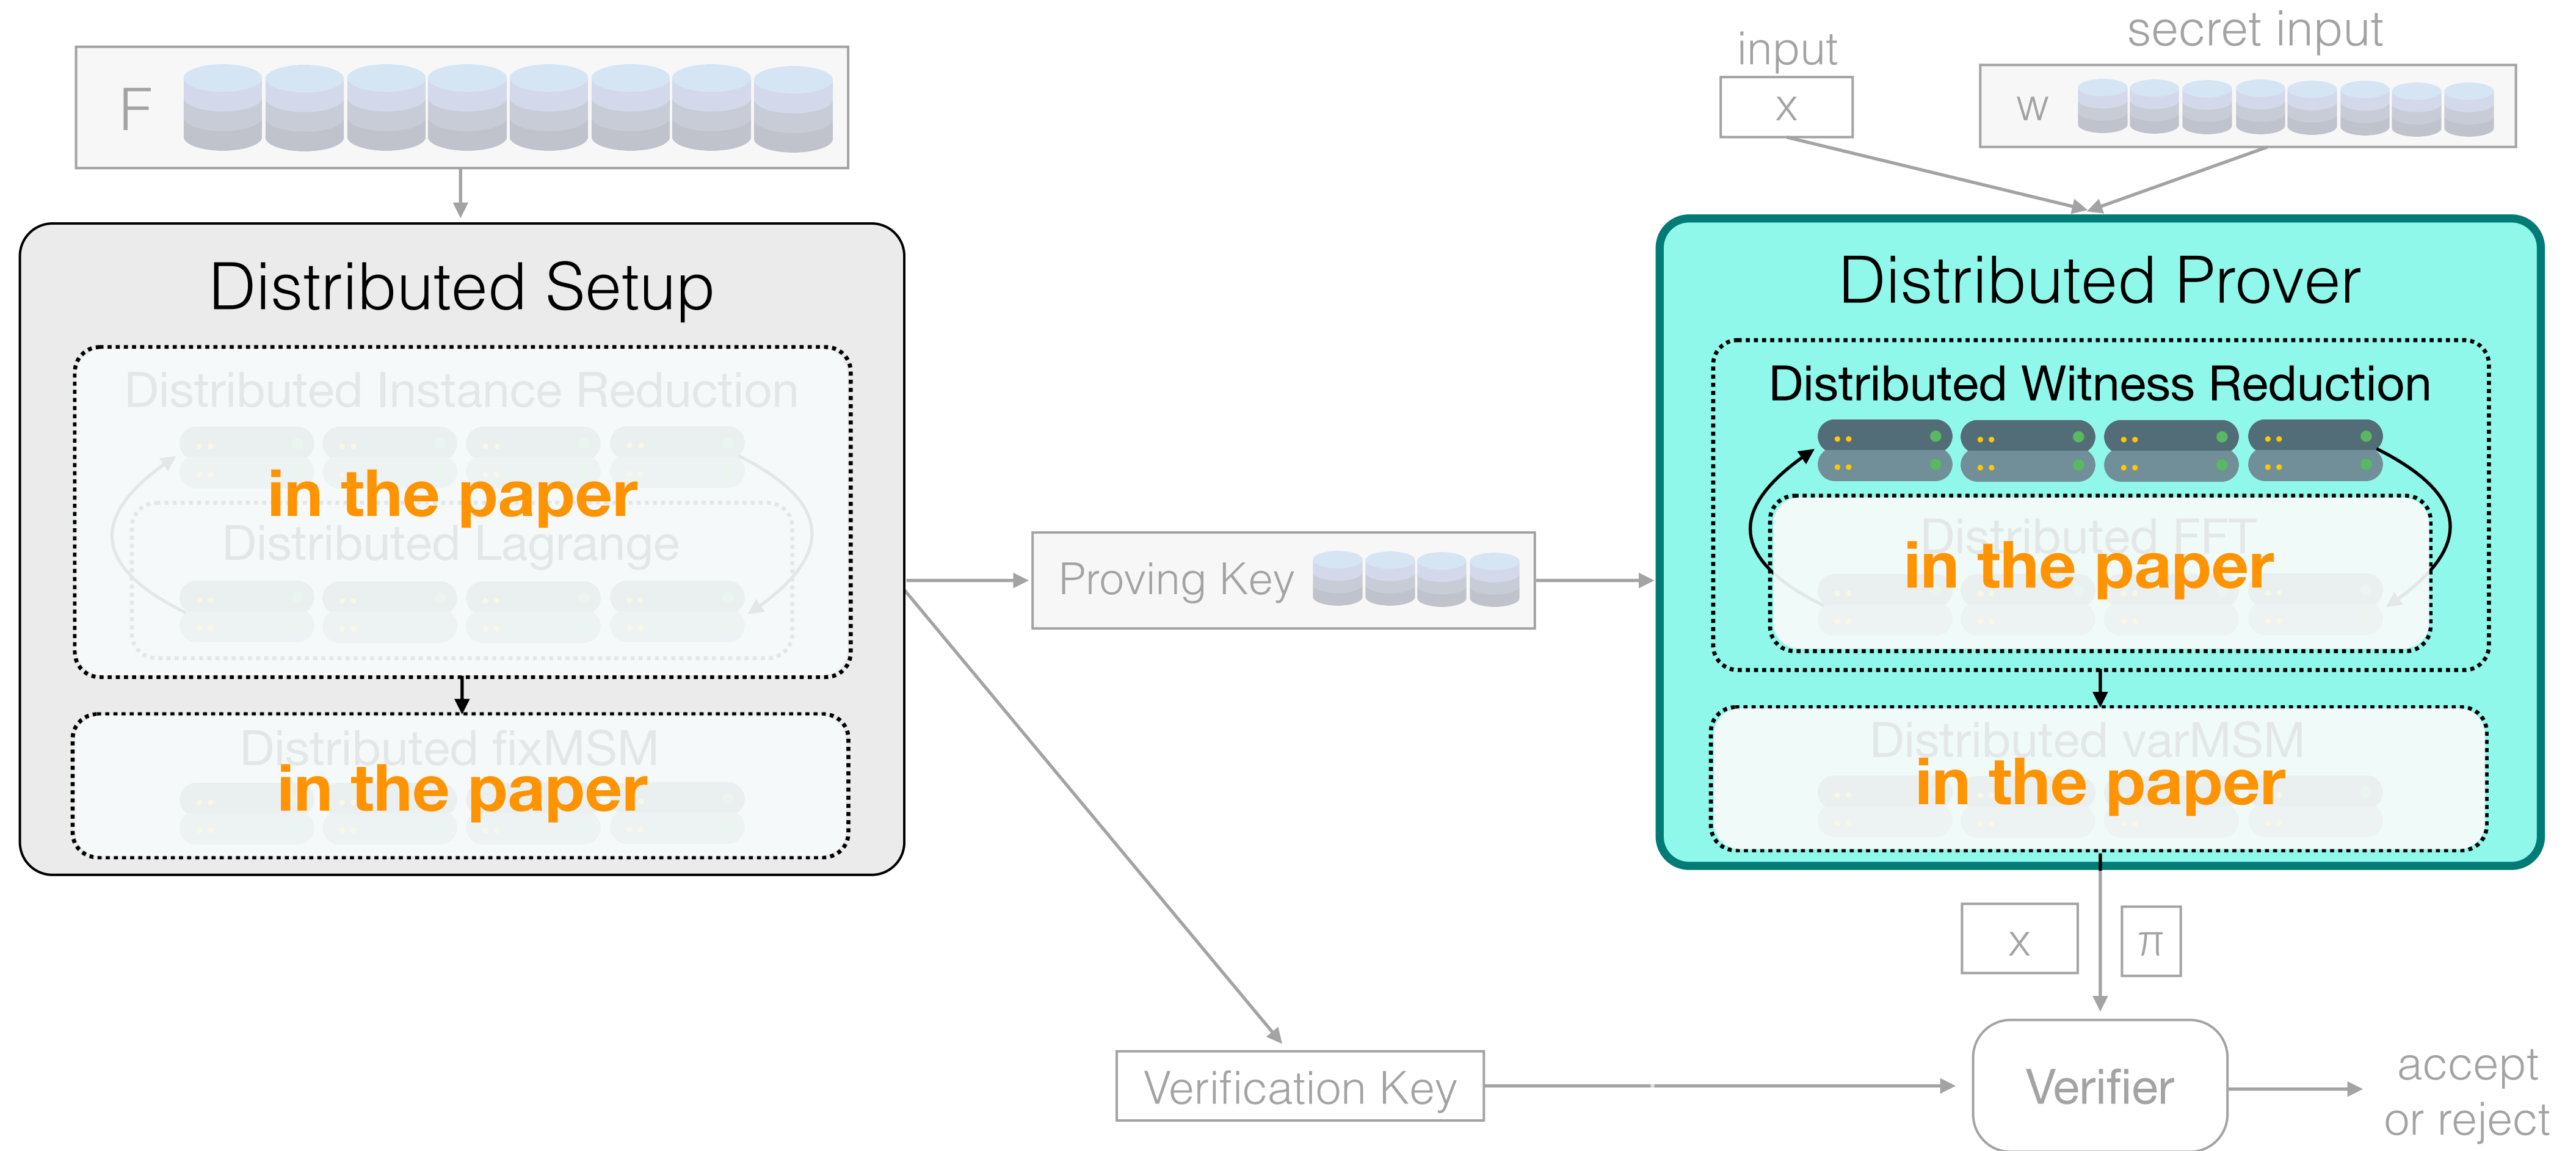 F
input
x
secret input
w
Distributed Setup
Distributed Instance Reduction
in the paper
Distributed Lagrange
Distributed fixMSM
in the paper
Proving Key
Distributed Prover
Distributed Witness Reduction
Distributed FFT
in the paper
Distributed varMSM
in the paper
x
π
Verification Key
Verifier
accept
or reject